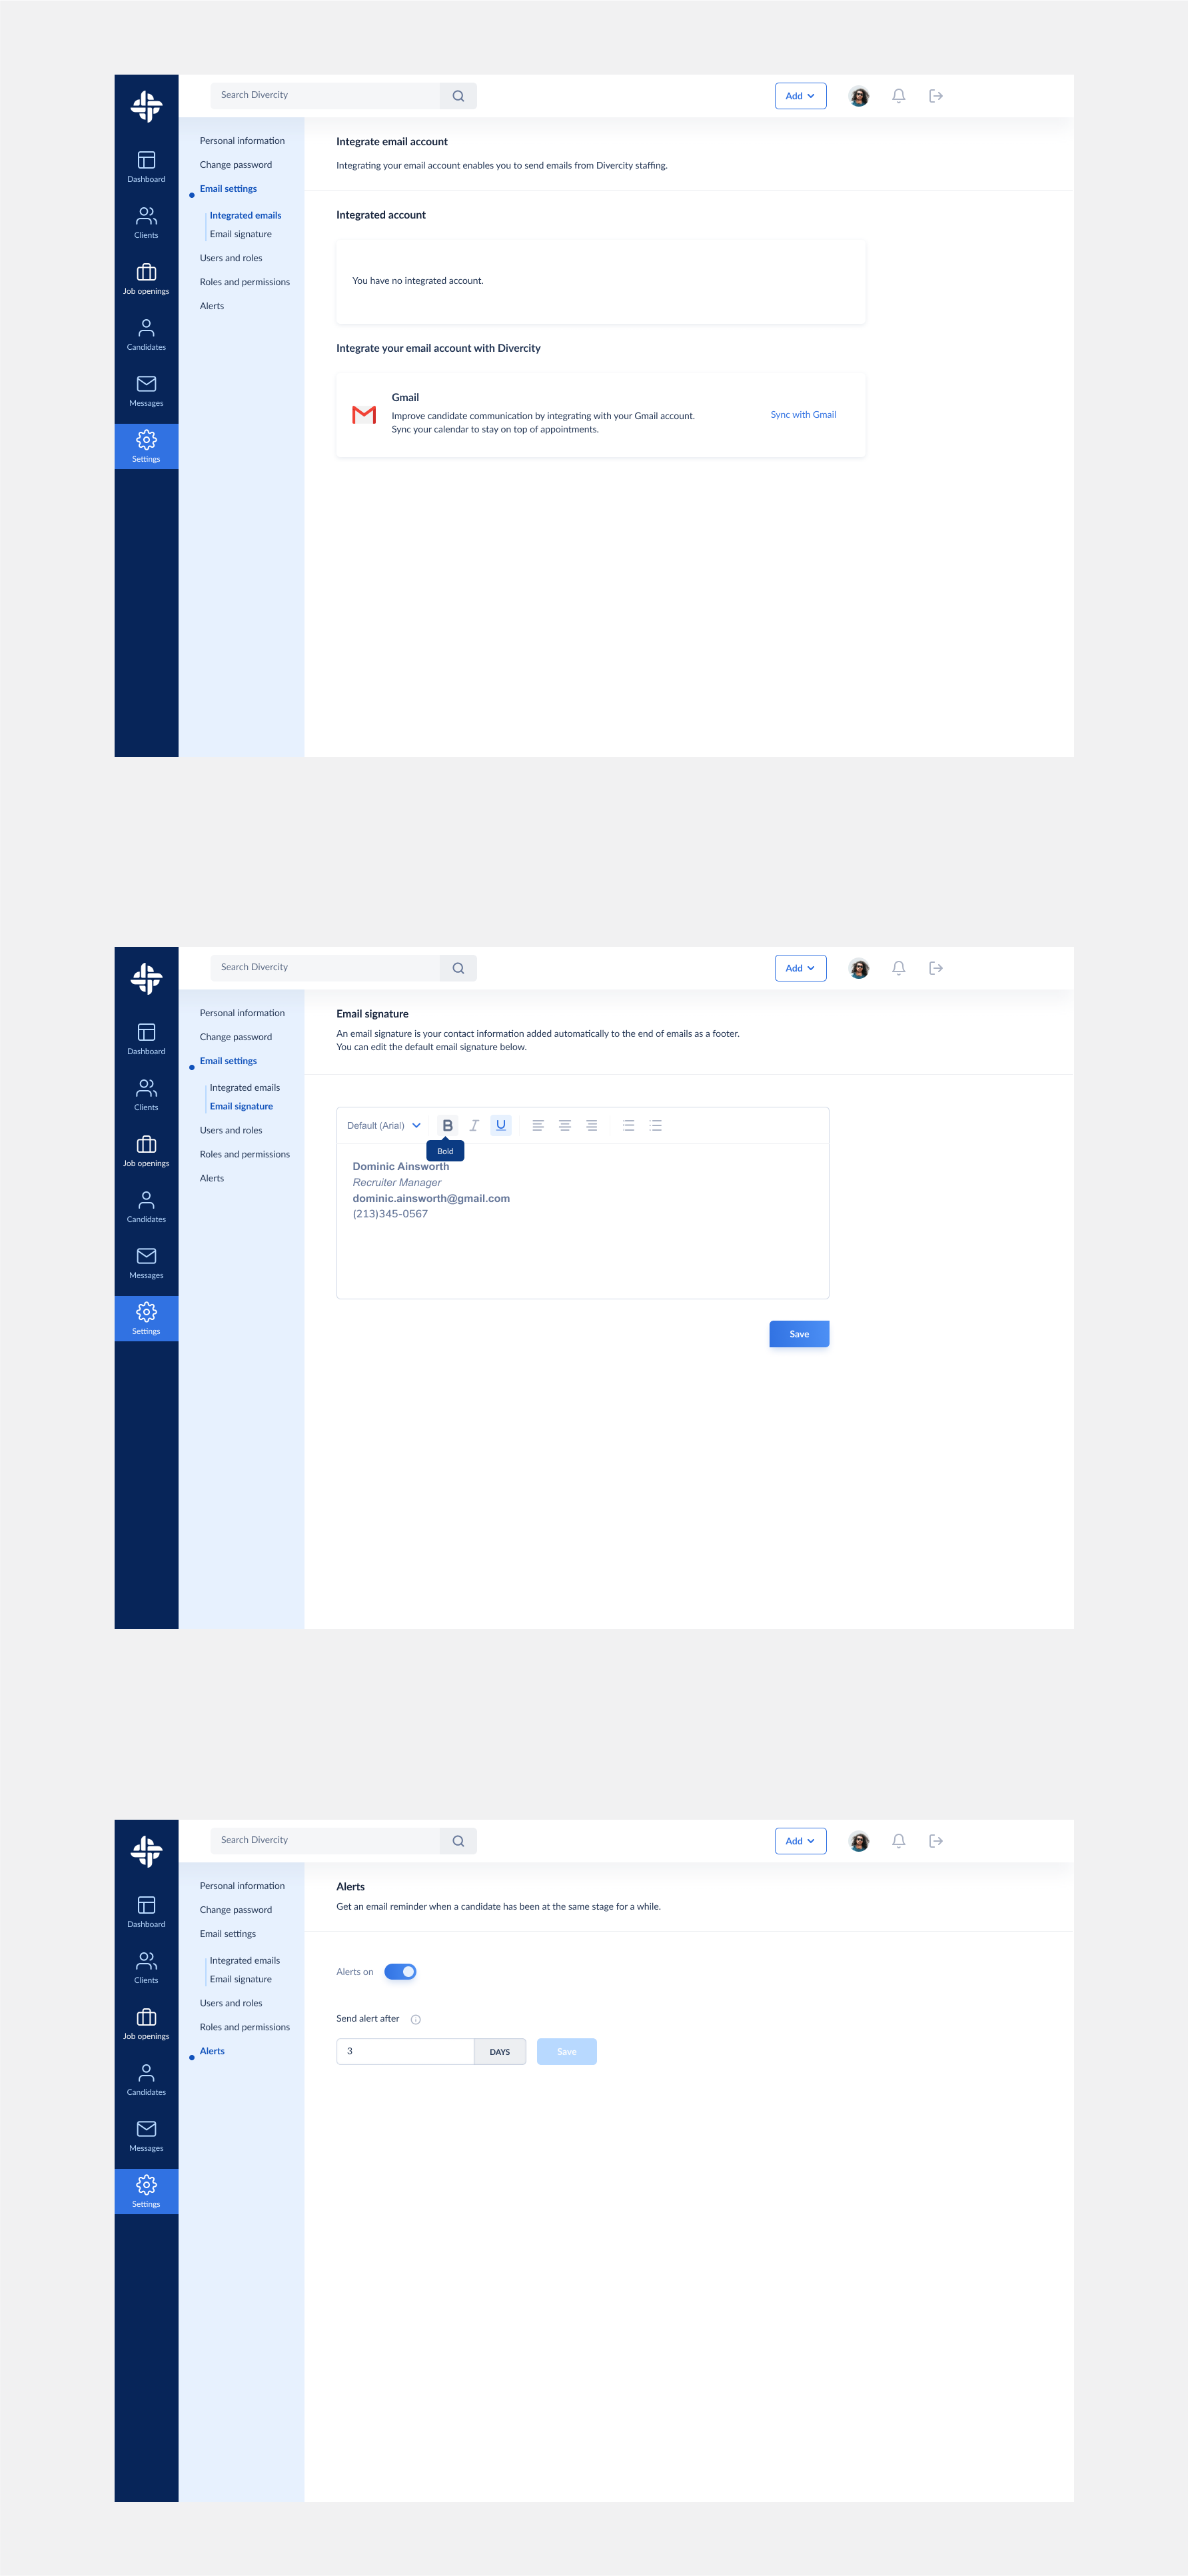 Search Divercity
Add
Dashboard
Clients
Job openings
Candidates
Messages
Settings
Personal information
Change password
Email settings
Integrated emails
Email signature
Users and roles
Roles and permissions
Alerts
Integrate email account
Integrating your email account enables you to send emails from Divercity staffing.
Integrated account
You have no integrated account.
Integrate your email account with Divercity
Gmail
Improve candidate communication by integrating with your Gmail account.
Sync your calendar to stay on top of appointments.
Sync with Gmail
Search Divercity
Add
Dashboard
Clients
Job openings
Candidates
Messages
Settings
Personal information
Change password
Email settings
Integrated emails
Email signature
Users and roles
Roles and permissions
Alerts
Email signature
An email signature is your contact information added automatically to the end of emails as a footer.
You can edit the default email signature below.
Default (Arial)
B I U
Bold
Dominic Ainsworth
Recruiter Manager
dominic.ainsworth@gmail.com
(213)345-0567
Save
Search Divercity
Add
Dashboard
Clients
Job openings
Candidates
Messages
Settings
Personal information
Change password
Email settings
Integrated emails
Email signature
Users and roles
Roles and permissions
Alerts
Alerts
Get an email reminder when a candidate has been at the same stage for a while.
Alerts on
Send alert after
3
DAYS
Save